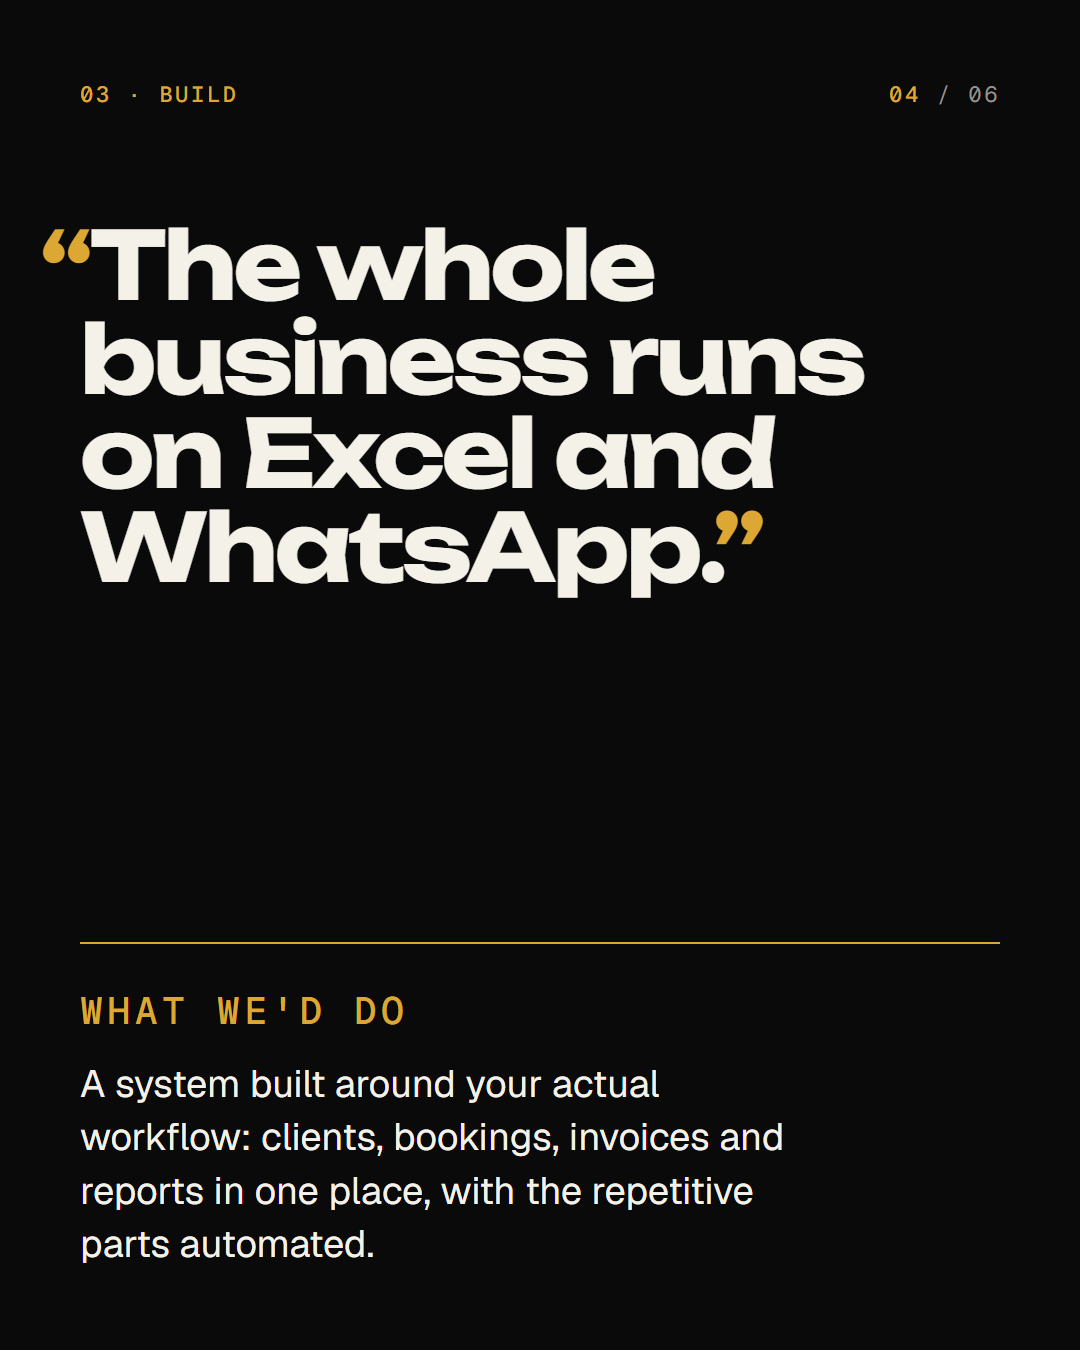 03 · BUILD
04 / 06
“The whole
business runs
on Excel and
WhatsApp.”
WHAT WE'D DO
A system built around your actual
workflow: clients, bookings, invoices and
reports in one place, with the repetitive
parts automated.